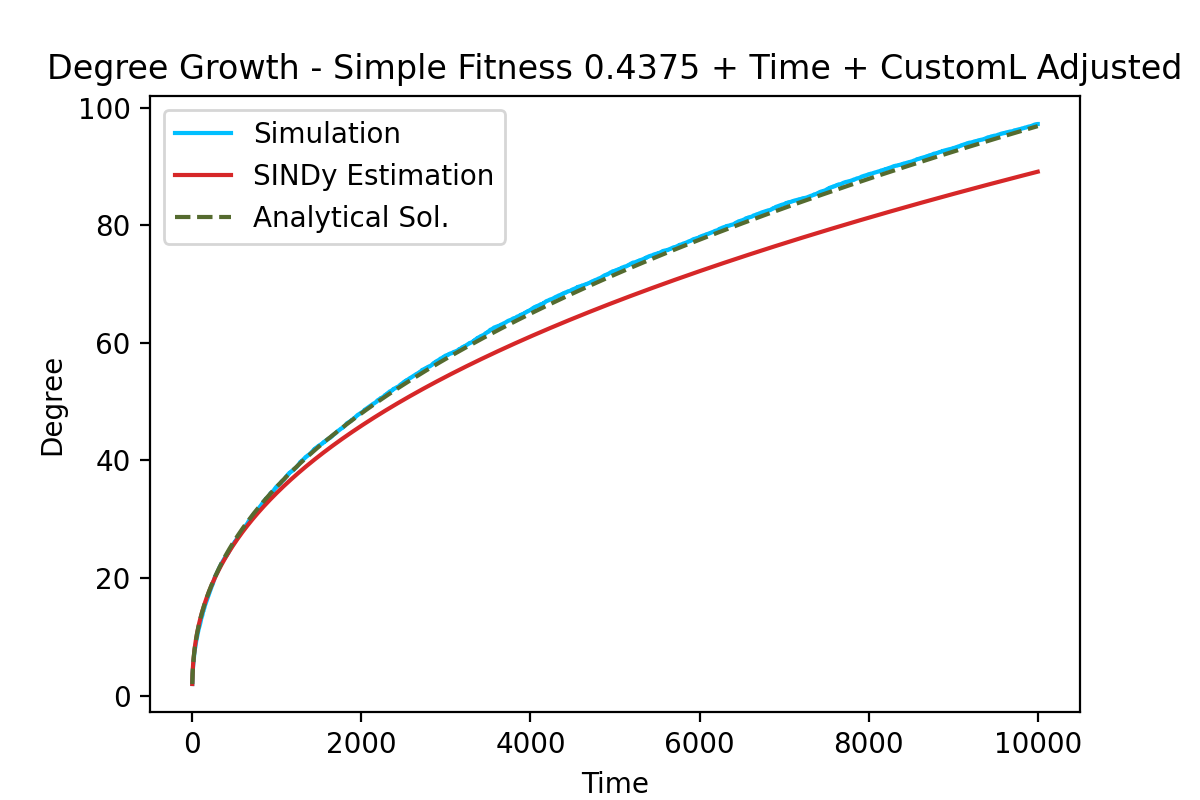 Degree Growth - Simple Fitness 0.4375 + Time + CustomL Adjusted
Simulation
SINDy Estimation
Analytical Sol.
100
80
60
40
20
0
Degree
0 2000 4000 6000 8000 10000
Time